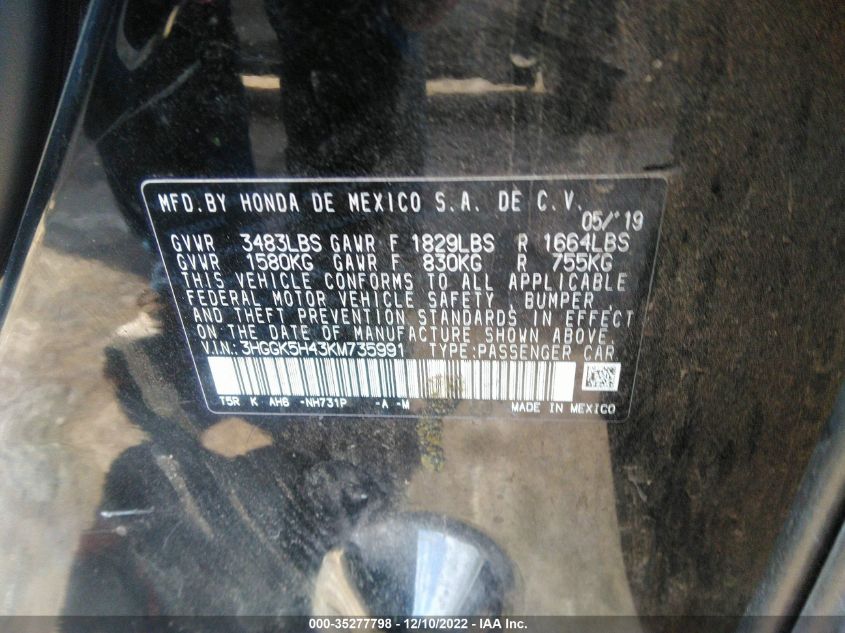 MFD.BY HONDA DE MEXICO S.A. DE C.V.
05/'19
GVWR 3483LBS GAWR F 1829LBS R 1664LBS
GVWR 1580KG GAWR F 830KG R 755KG
THIS VEHICLE CONFORMS TO ALL APPLICABLE
FEDERAL MOTOR VEHICLE SAFETY, BUMPER,
AND THEFT PREVENTION STANDARDS IN EFFECT
ON THE DATE OF MANUFACTURE SHOWN ABOVE.
V.I.N.:3HGGK5H43KM735991 TYPE:PASSENGER CAR
T5R K AH6 -NH731P -A -M MADE IN MEXICO
000-35277798 - 12/10/2022 - IAA Inc.